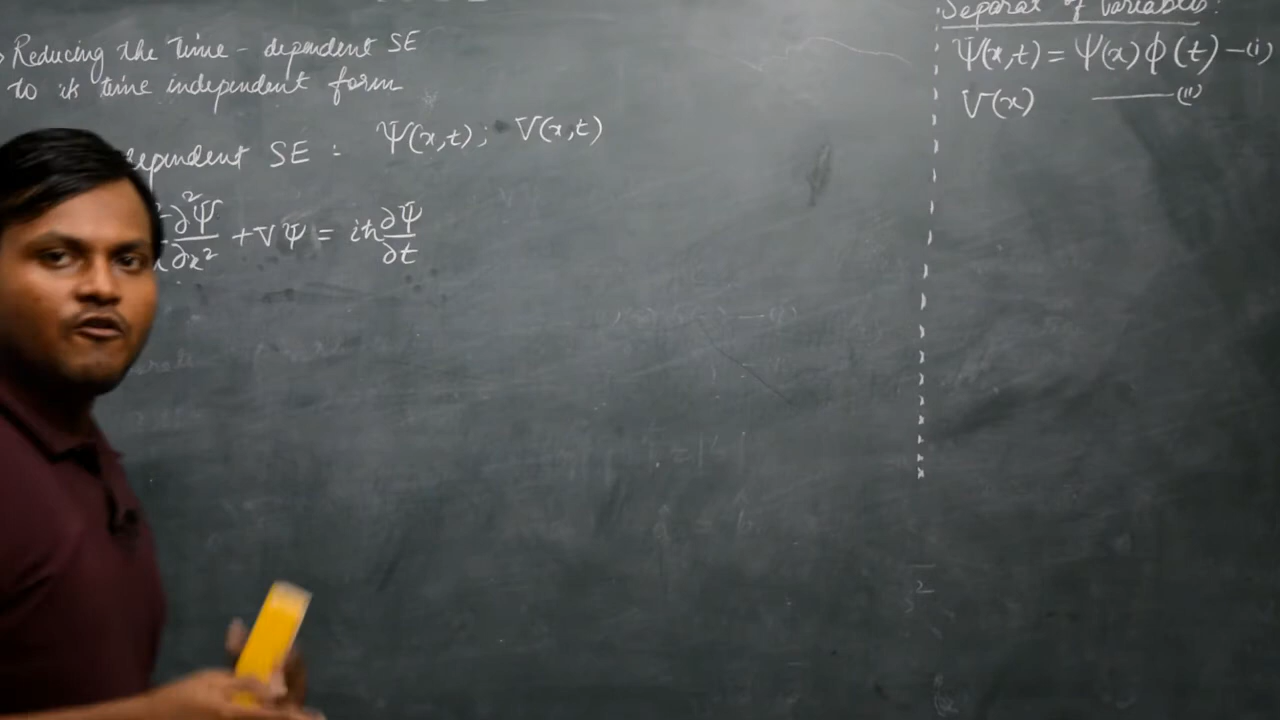 Reducing the Time - dependent SE
to its time independent form
ependent SE : Ψ(x,t); V(x,t)
∂²Ψ/∂x² + VΨ = iħ ∂Ψ/∂t
Separat of Variables:
Ψ(x,t) = ψ(x) ϕ(t) —(i)
V(x) ———(ii)